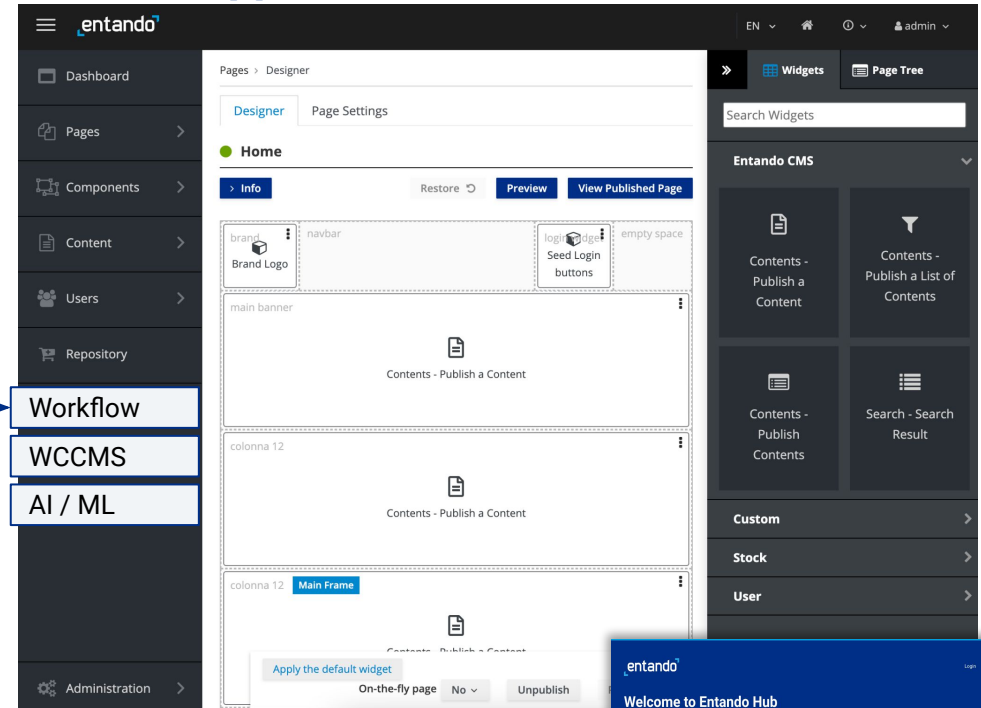 entando
EN
admin
Dashboard
Pages
Components
Content
Users
Repository
Workflow
WCCMS
AI / ML
Administration
Pages > Designer
Designer
Page Settings
Home
> Info
Restore
Preview
View Published Page
brand
Brand Logo
navbar
Seed Login
buttons
empty space
main banner
Contents - Publish a Content
colonna 12
Contents - Publish a Content
colonna 12
Main Frame
Contents - Publish a Content
Apply the default widget
On-the-fly page
No
Unpublish
Widgets
Page Tree
Search Widgets
Entando CMS
Contents -
Publish a
Content
Contents -
Publish a List of
Contents
Contents -
Publish
Contents
Search - Search
Result
Custom
Stock
User
entando
Login
Welcome to Entando Hub